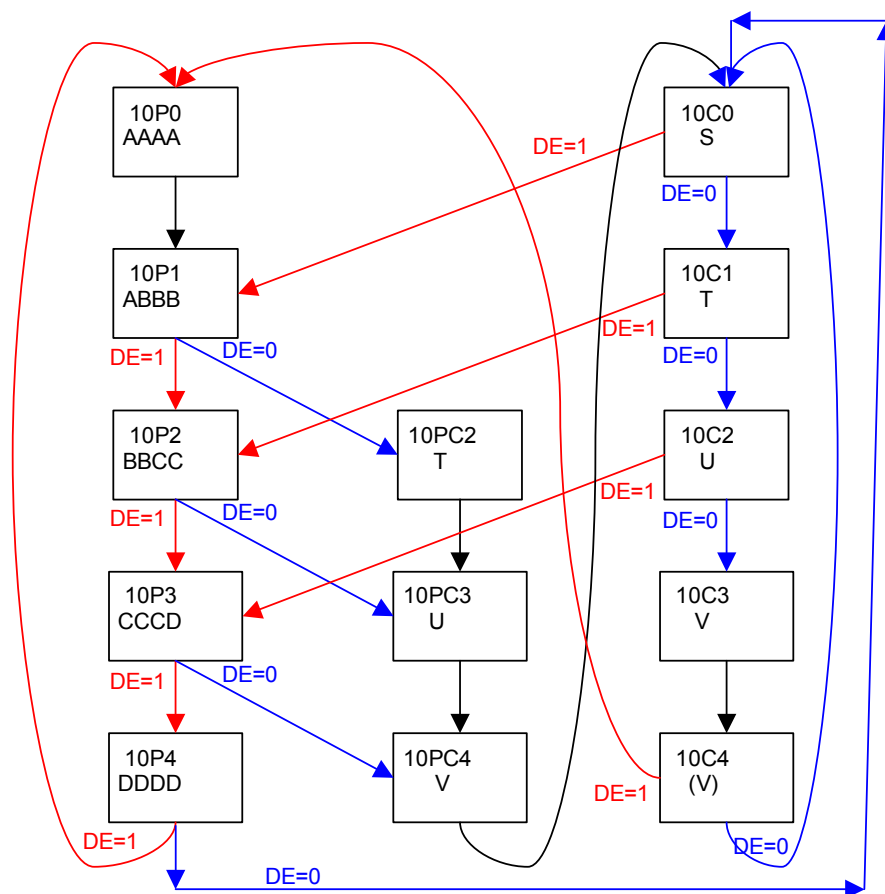 10P0
AAAA
10C0
S
DE=1
DE=0
10P1
ABBB
10C1
T
DE=1
DE=0
DE=1
DE=0
10P2
BBCC
10PC2
T
10C2
U
DE=1
DE=0
DE=1
DE=0
10P3
CCCD
10PC3
U
10C3
V
DE=1
DE=0
10P4
DDDD
10PC4
V
10C4
(V)
DE=1
DE=1
DE=0
DE=0